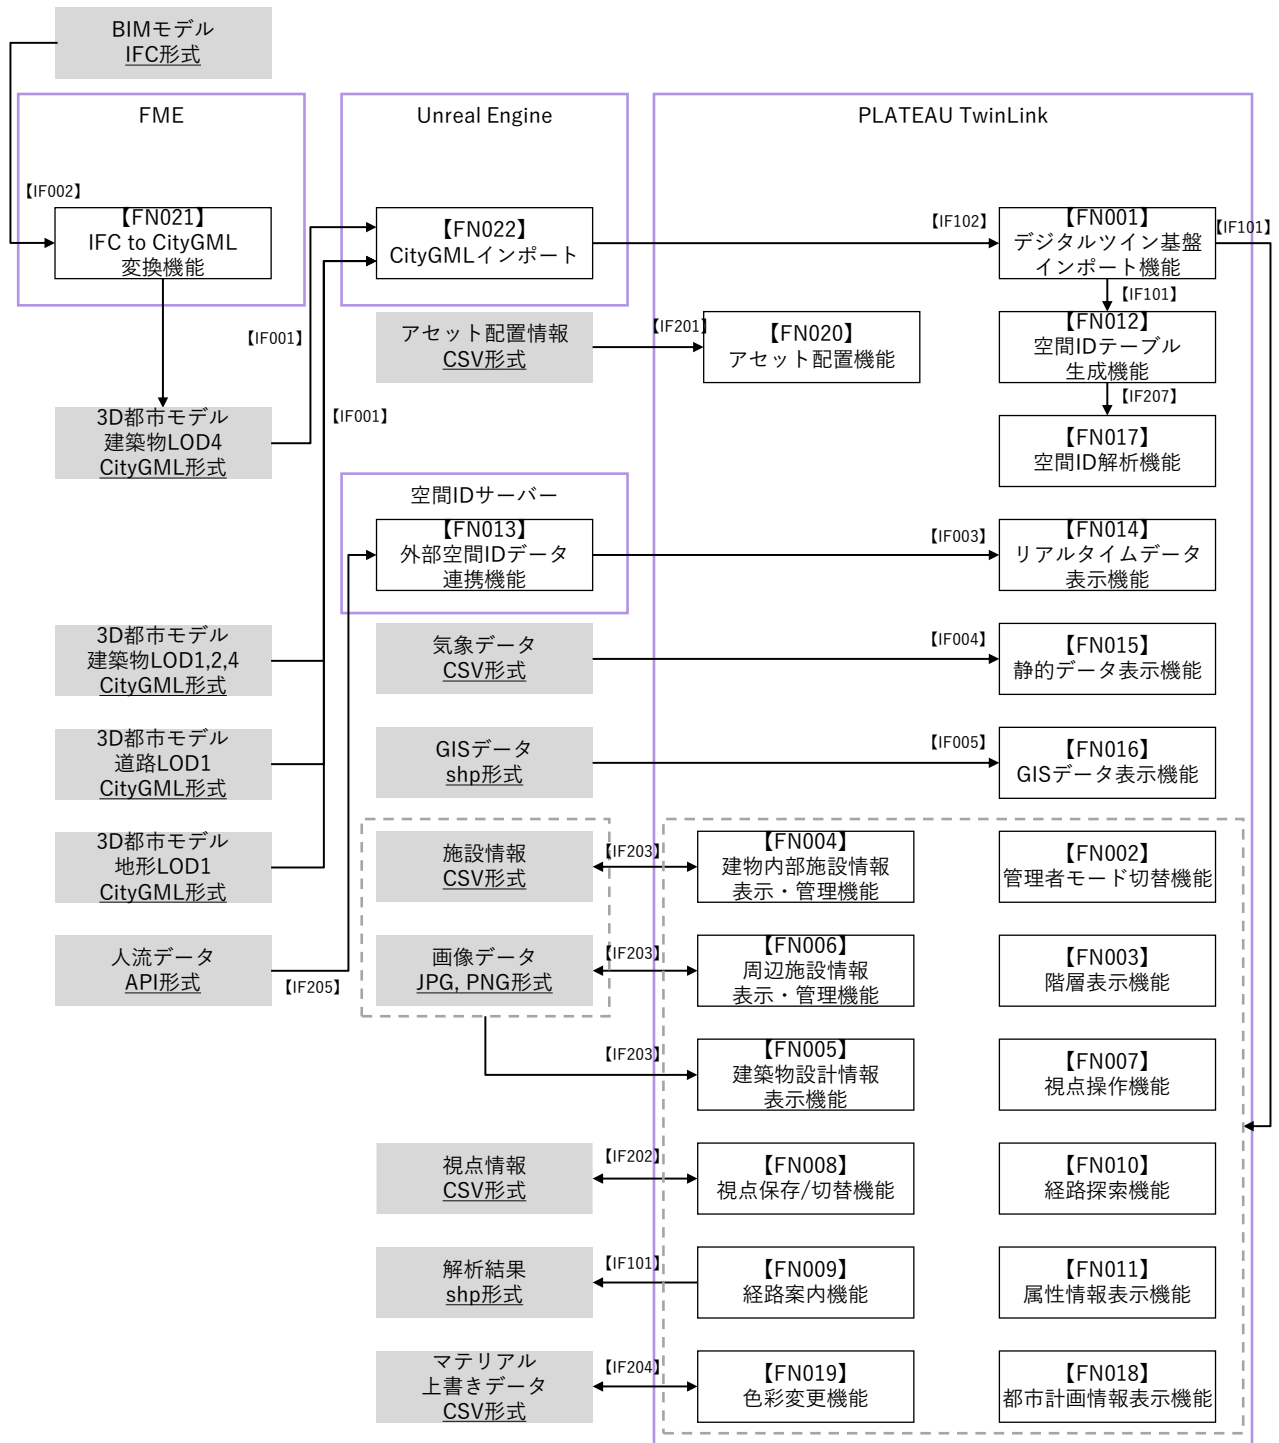 BIMモデル
IFC形式
FME
Unreal Engine
PLATEAU TwinLink
【IF002】
【FN021】
IFC to CityGML
変換機能
【FN022】
CityGMLインポート
【IF102】
【FN001】
デジタルツイン基盤
インポート機能
【IF101】
【IF101】
【IF001】
アセット配置情報
CSV形式
【IF201】
【FN020】
アセット配置機能
【FN012】
空間IDテーブル
生成機能
【IF207】
3D都市モデル
建築物LOD4
CityGML形式
【IF001】
【FN017】
空間ID解析機能
空間IDサーバー
【FN013】
外部空間IDデータ
連携機能
【IF003】
【FN014】
リアルタイムデータ
表示機能
3D都市モデル
建築物LOD1,2,4
CityGML形式
気象データ
CSV形式
【IF004】
【FN015】
静的データ表示機能
3D都市モデル
道路LOD1
CityGML形式
GISデータ
shp形式
【IF005】
【FN016】
GISデータ表示機能
3D都市モデル
地形LOD1
CityGML形式
施設情報
CSV形式
【IF203】
【FN004】
建物内部施設情報
表示・管理機能
【FN002】
管理者モード切替機能
人流データ
API形式
【IF205】
画像データ
JPG, PNG形式
【IF203】
【FN006】
周辺施設情報
表示・管理機能
【FN003】
階層表示機能
【IF203】
【FN005】
建築物設計情報
表示機能
【FN007】
視点操作機能
視点情報
CSV形式
【IF202】
【FN008】
視点保存/切替機能
【FN010】
経路探索機能
解析結果
shp形式
【IF101】
【FN009】
経路案内機能
【FN011】
属性情報表示機能
マテリアル
上書きデータ
CSV形式
【IF204】
【FN019】
色彩変更機能
【FN018】
都市計画情報表示機能